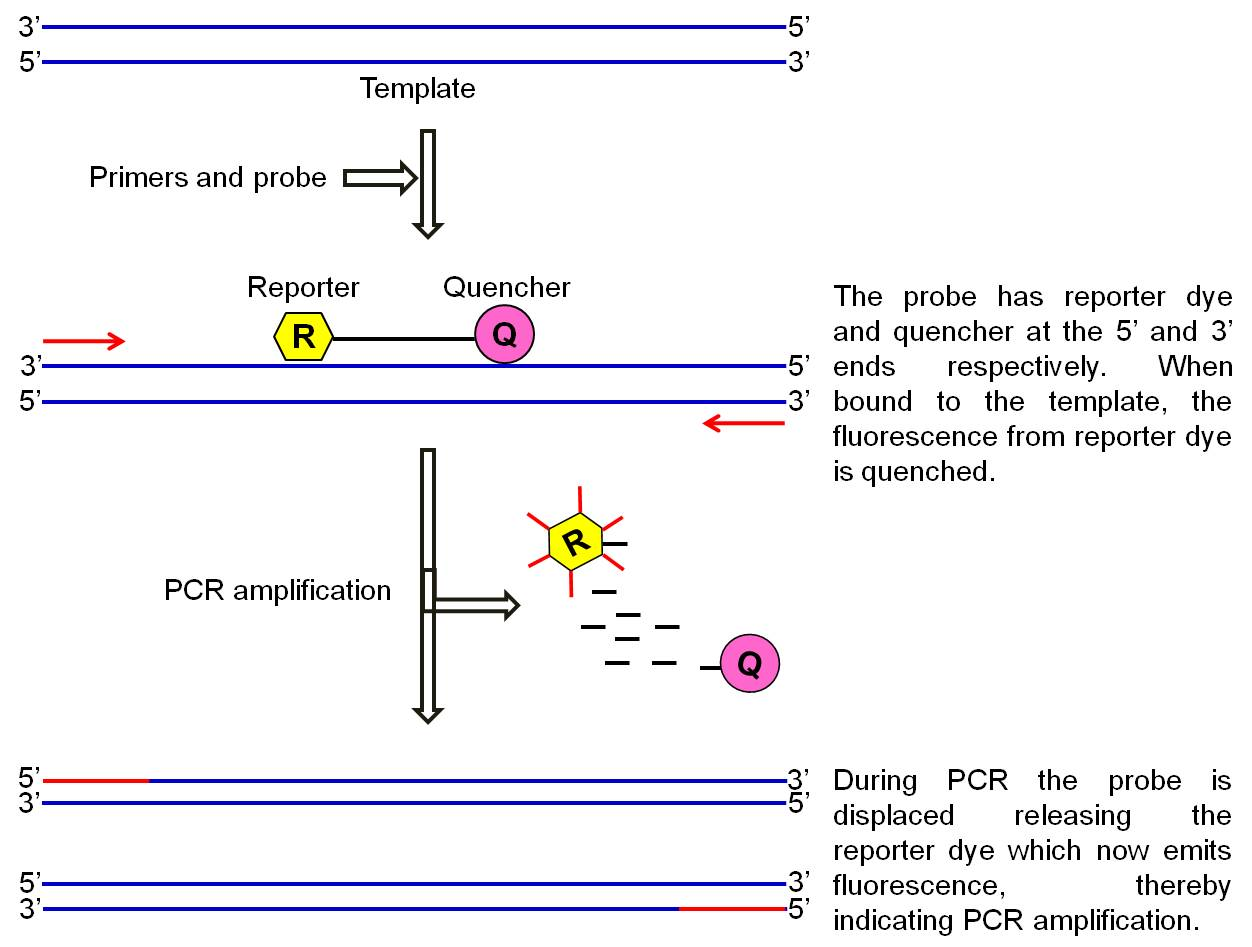 3’ 5’
5’ 3’
Template
Primers and probe
Reporter Quencher
R Q
3’ 5’
5’ 3’
The probe has reporter dye
and quencher at the 5’ and 3’
ends respectively. When
bound to the template, the
fluorescence from reporter dye
is quenched.
R
PCR amplification
Q
5’ 3’
3’ 5’
5’ 3’
3’ 5’
During PCR the probe is
displaced releasing the
reporter dye which now emits
fluorescence, thereby
indicating PCR amplification.